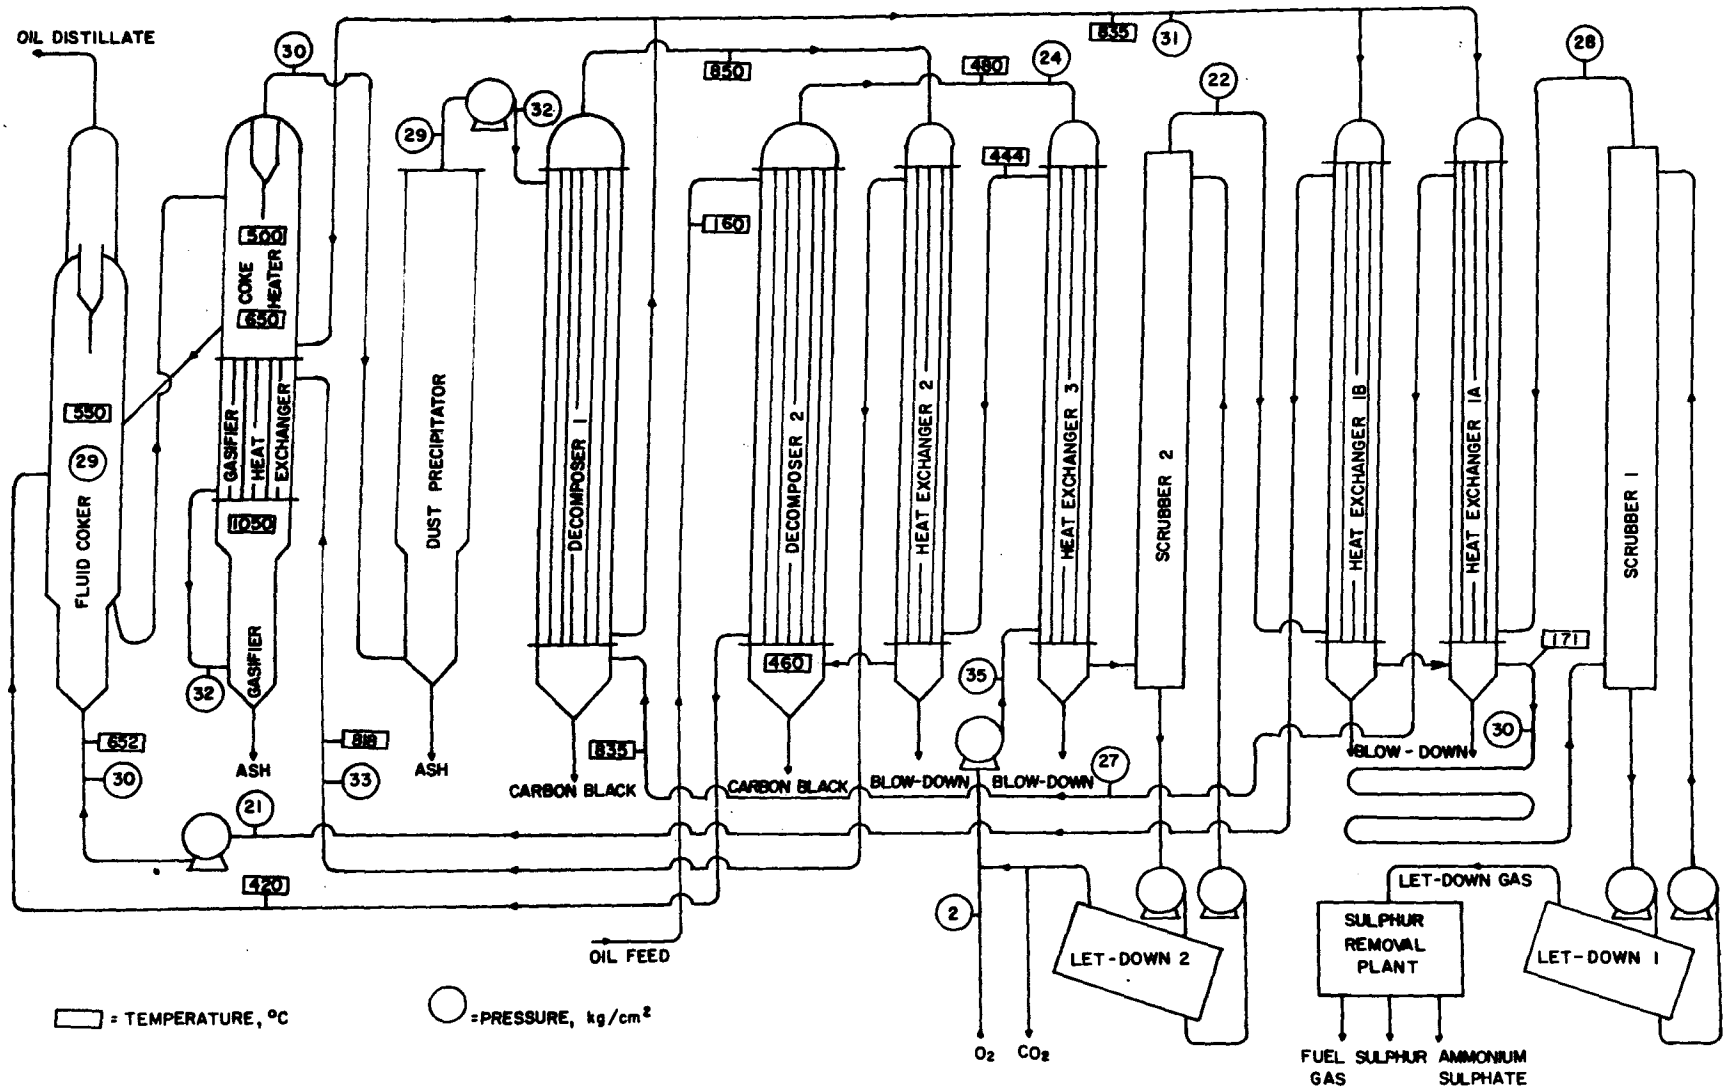 OIL DISTILLATE
30
835
31
28
850
480
24
22
29
32
444
160
500
COKE
HEATER
650
550
29
FLUID COKER
GASIFIER
HEAT
EXCHANGER
1050
GASIFIER
32
DUST PRECIPITATOR
DECOMPOSER 1
DECOMPOSER 2
460
HEAT EXCHANGER 2
HEAT EXCHANGER 3
SCRUBBER 2
HEAT EXCHANGER 1B
HEAT EXCHANGER 1A
SCRUBBER 1
171
35
30
652
30
818
33
835
ASH
ASH
CARBON BLACK
CARBON BLACK
BLOW-DOWN
BLOW-DOWN
BLOW-DOWN
27
21
420
2
OIL FEED
LET-DOWN 2
LET-DOWN GAS
SULPHUR
REMOVAL
PLANT
LET-DOWN 1
= TEMPERATURE, °C
=PRESSURE, kg/cm²
O₂
CO₂
FUEL
GAS
SULPHUR
AMMONIUM
SULPHATE